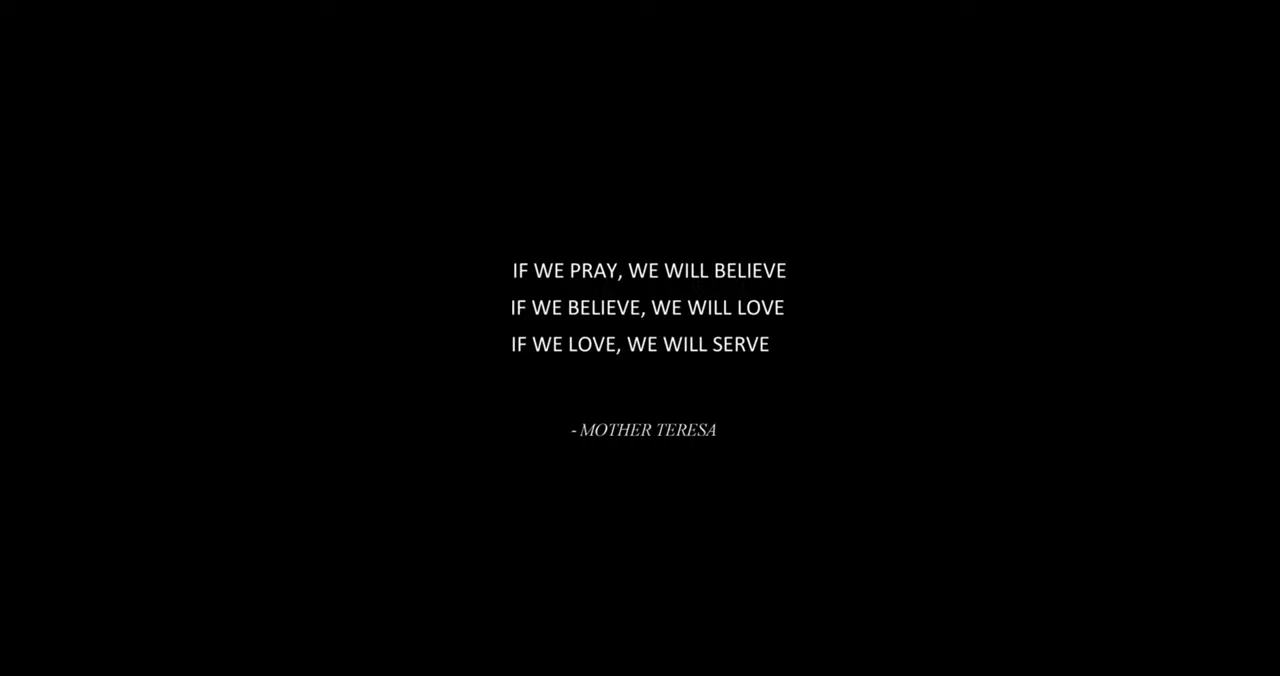 IF WE PRAY, WE WILL BELIEVE
IF WE BELIEVE, WE WILL LOVE
IF WE LOVE, WE WILL SERVE
- MOTHER TERESA